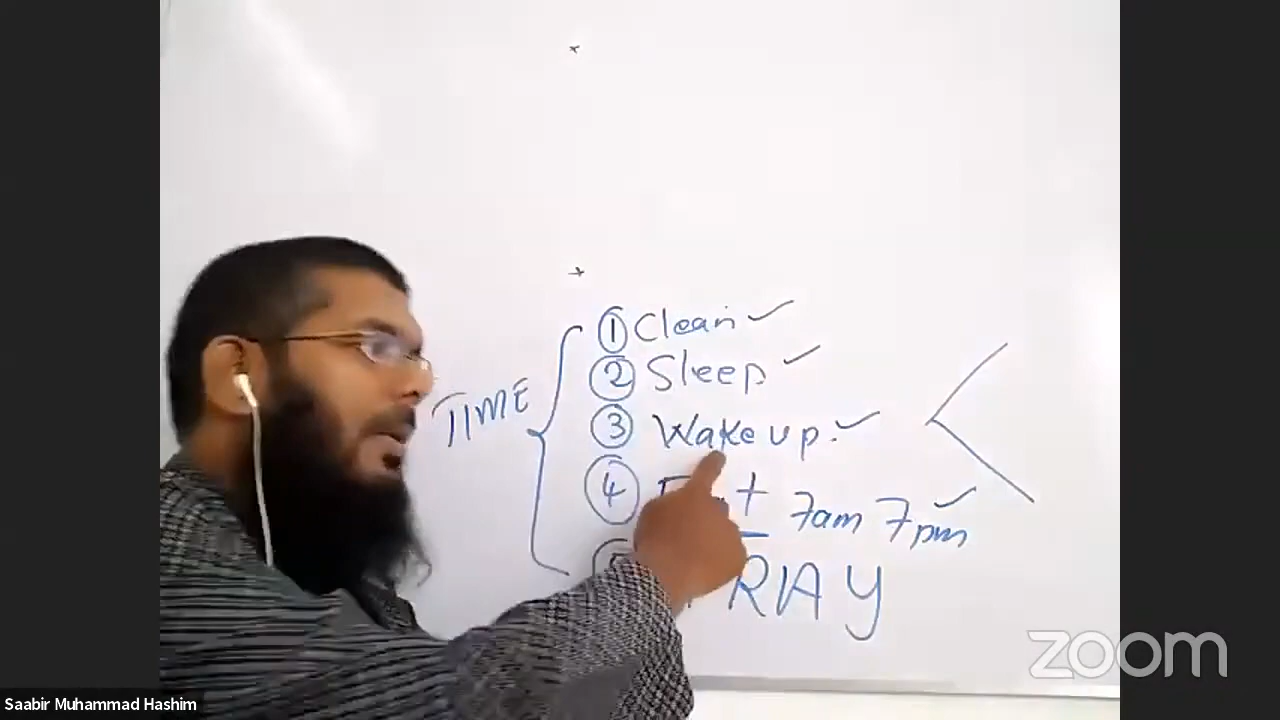 TIME
① Clean ✓
② Sleep ✓
③ Wake up. ✓
④ 7am 7pm ✓
RAY
zoom
Saabir Muhammad Hashim